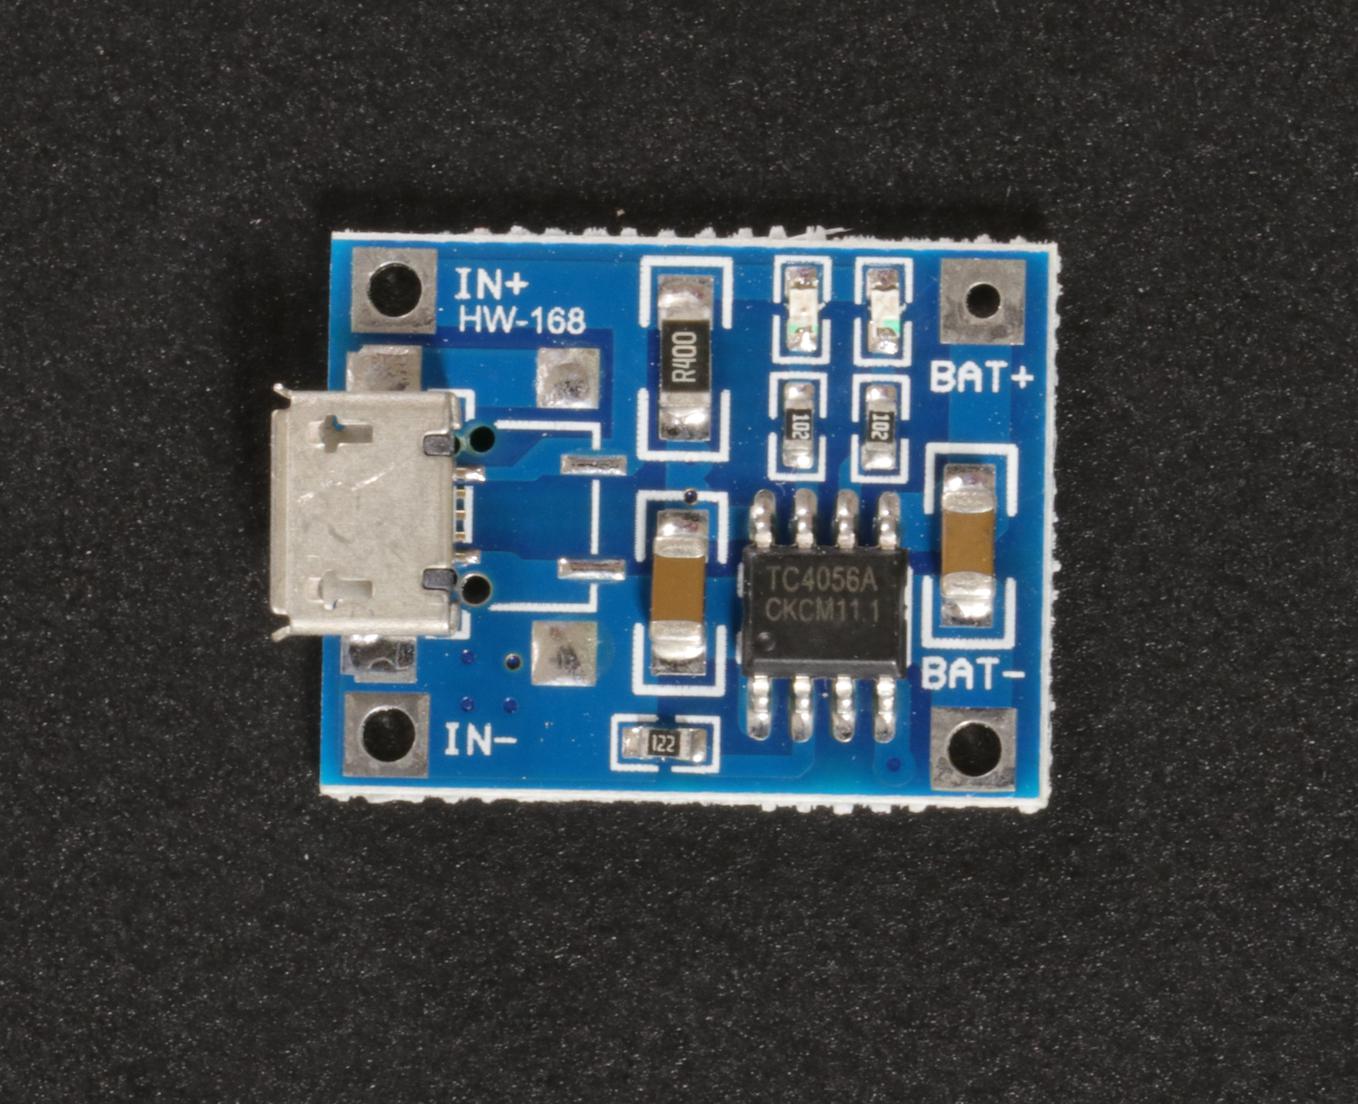 IN+
HW-168
R400
BAT+
102
102
TC4056A
CKCM11.1
BAT-
IN-
122